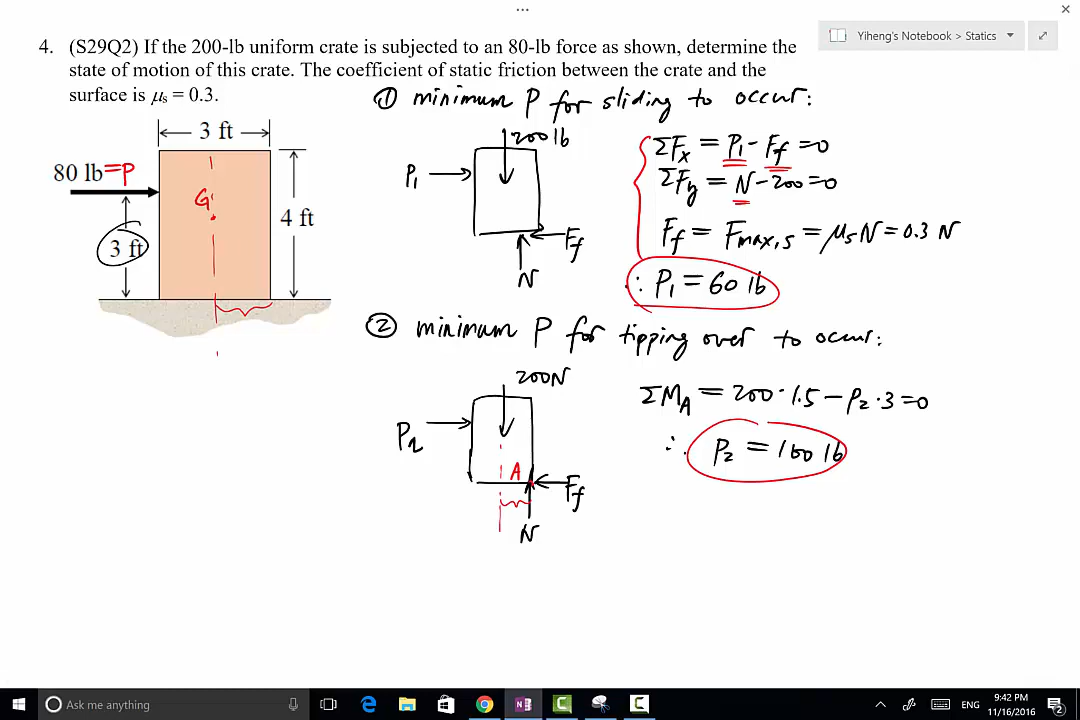 ...
Yiheng's Notebook > Statics
4. (S29Q2) If the 200-lb uniform crate is subjected to an 80-lb force as shown, determine the
state of motion of this crate. The coefficient of static friction between the crate and the
surface is μs = 0.3.
① minimum P for sliding to occur:
3 ft
80 lb=P
G
3 ft
4 ft
200 lb
P1
Ff
N
ΣFx = P1 - Ff = 0
ΣFy = N - 200 = 0
Ff = Fmax,s = μsN = 0.3 N
∴ P1 = 60 lb
② minimum P for tipping over to occur:
200N
P2
A
Ff
N
ΣMA = 200 · 1.5 - P2 · 3 = 0
∴ P2 = 100 lb
Ask me anything
ENG
9:42 PM
11/16/2016
2